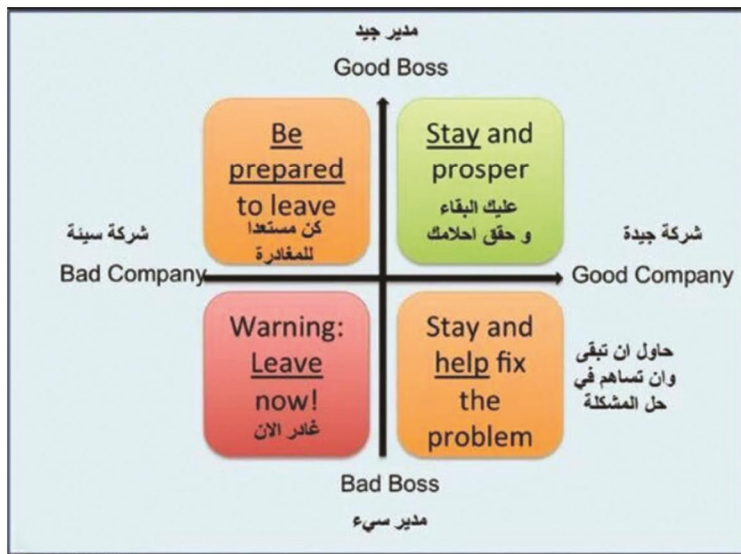 مدير جيد
Good Boss
Be
prepared
to leave
كن مستعدا
للمغادرة
Stay and
prosper
عليك البقاء
و حقق احلامك
شركة سيئة
Bad Company
شركة جيدة
Good Company
Warning:
Leave
now!
غادر الان
Stay and
help fix
the
problem
حاول ان تبقى
وان تساهم في
حل المشكلة
Bad Boss
مدير سيء